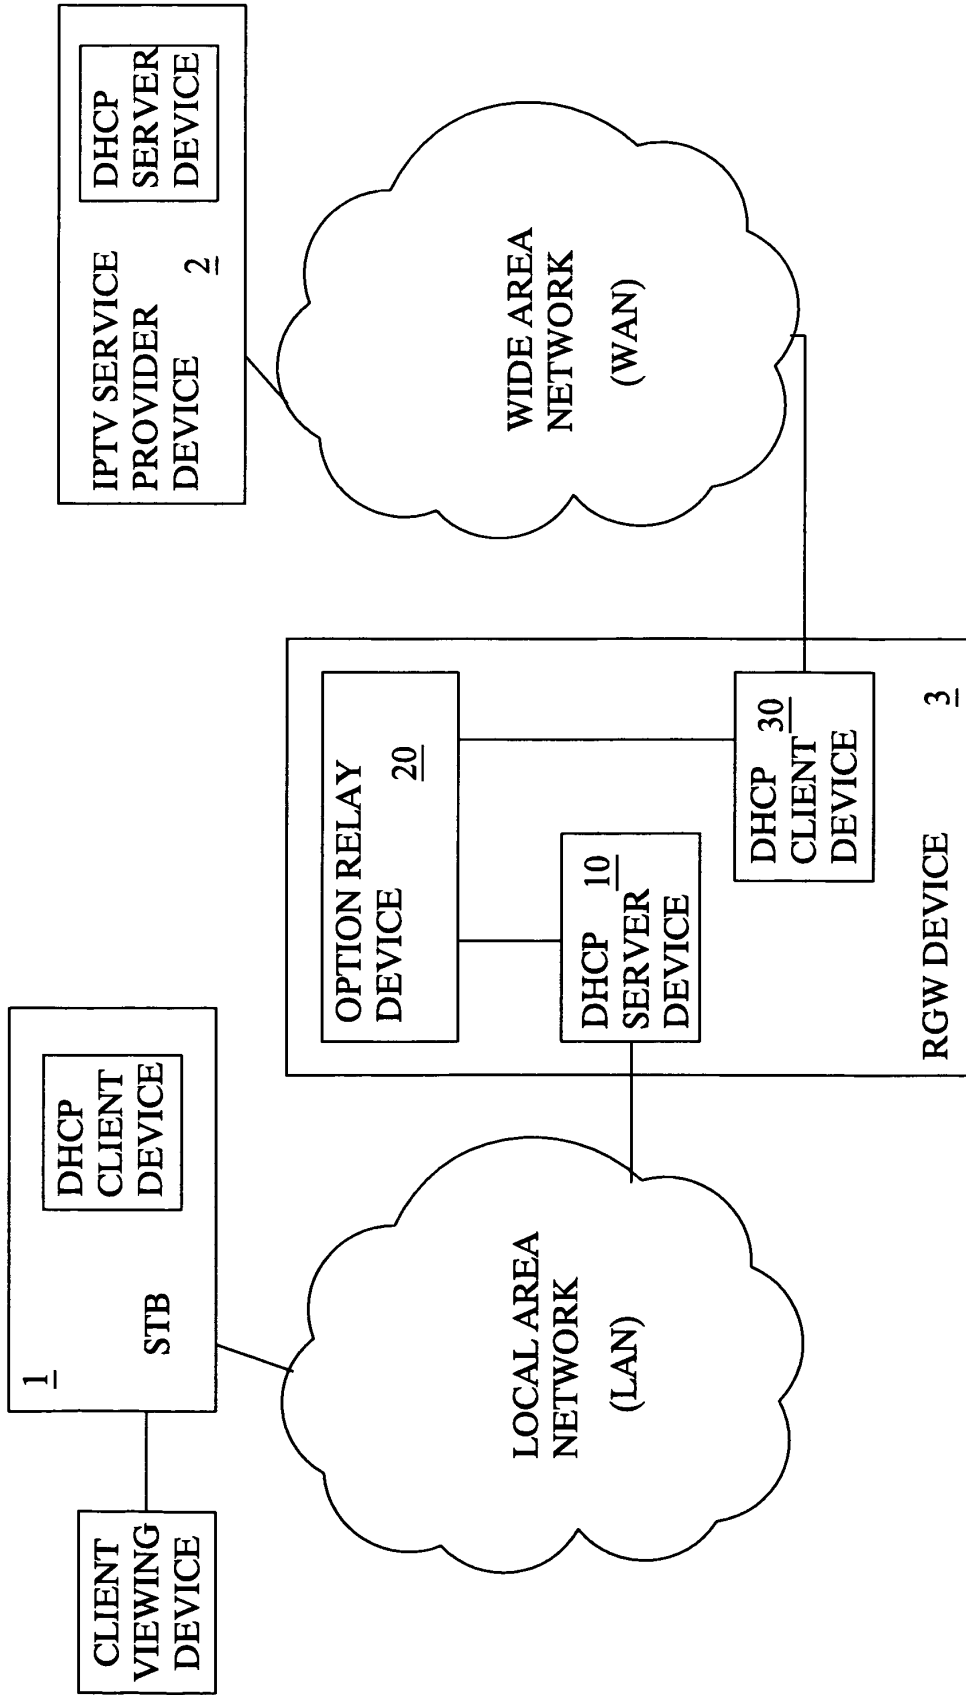 CLIENT
VIEWING
DEVICE
1
STB
DHCP
CLIENT
DEVICE
IPTV SERVICE
PROVIDER
DEVICE
2
DHCP
SERVER
DEVICE
LOCAL AREA
NETWORK
(LAN)
OPTION RELAY
DEVICE
20
DHCP
SERVER
DEVICE
10
DHCP
CLIENT
DEVICE
30
RGW DEVICE
3
WIDE AREA
NETWORK
(WAN)